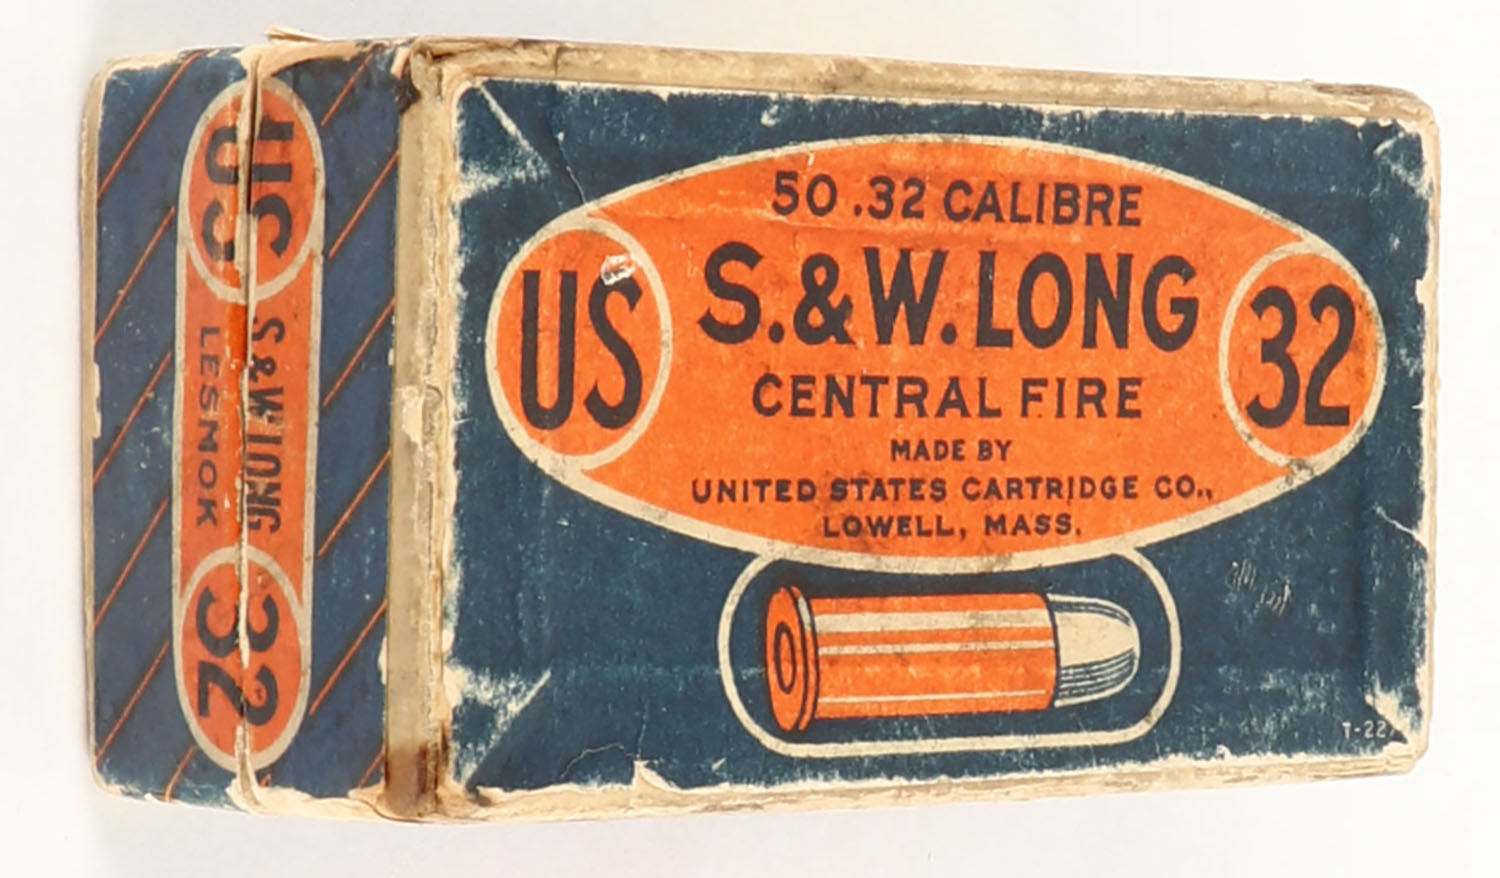 50 .32 CALIBRE
US S.&W. LONG 32
CENTRAL FIRE
MADE BY
UNITED STATES CARTRIDGE CO.,
LOWELL, MASS.
US S.&W. LONG 32
LESMOK